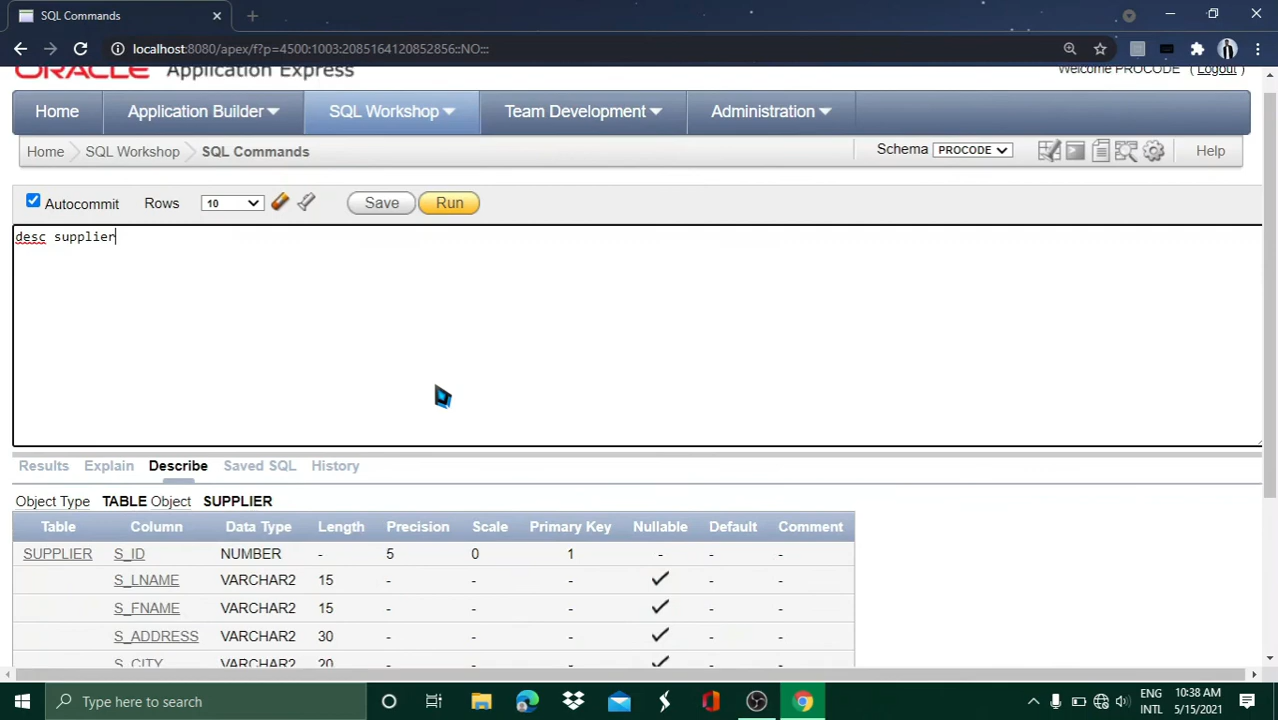 SQL Commands
localhost:8080/apex/f?p=4500:1003:2085164120852856::NO:::
ORACLE Application Express Welcome PROCODE ( Logout )
Home Application Builder SQL Workshop Team Development Administration
Home SQL Workshop SQL Commands Schema PROCODE Help
Autocommit Rows 10 Save Run
desc supplier
Results Explain Describe Saved SQL History
Object Type TABLE Object SUPPLIER
Table Column Data Type Length Precision Scale Primary Key Nullable Default Comment
SUPPLIER S_ID NUMBER - 5 0 1 - - -
S_LNAME VARCHAR2 15 - - - ✓ - -
S_FNAME VARCHAR2 15 - - - ✓ - -
S_ADDRESS VARCHAR2 30 - - - ✓ - -
S_CITY VARCHAR2 20 - - - ✓ - -
Type here to search
ENG 10:38 AM
INTL 5/15/2021